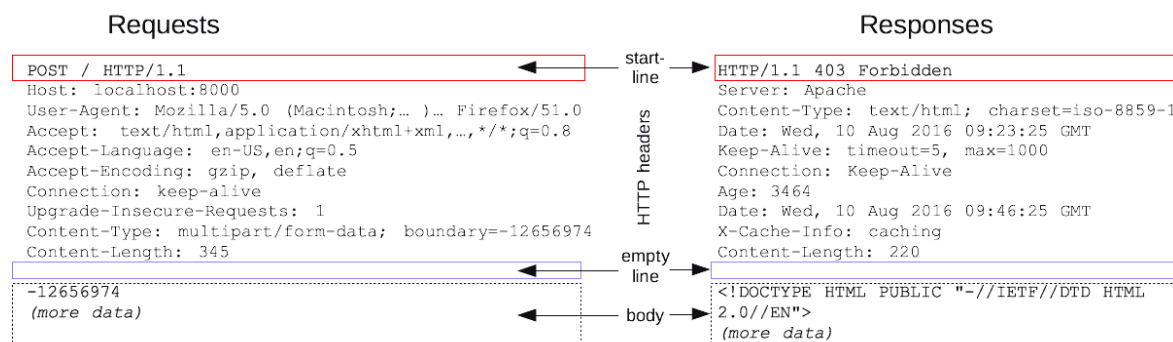 Requests
POST / HTTP/1.1
Host: localhost:8000
User-Agent: Mozilla/5.0 (Macintosh;… )… Firefox/51.0
Accept: text/html,application/xhtml+xml,…,*/*;q=0.8
Accept-Language: en-US,en;q=0.5
Accept-Encoding: gzip, deflate
Connection: keep-alive
Upgrade-Insecure-Requests: 1
Content-Type: multipart/form-data; boundary=-12656974
Content-Length: 345
-12656974
(more data)
start-
line
HTTP headers
empty
line
body
Responses
HTTP/1.1 403 Forbidden
Server: Apache
Content-Type: text/html; charset=iso-8859-1
Date: Wed, 10 Aug 2016 09:23:25 GMT
Keep-Alive: timeout=5, max=1000
Connection: Keep-Alive
Age: 3464
Date: Wed, 10 Aug 2016 09:46:25 GMT
X-Cache-Info: caching
Content-Length: 220
<!DOCTYPE HTML PUBLIC "-//IETF//DTD HTML
2.0//EN">
(more data)